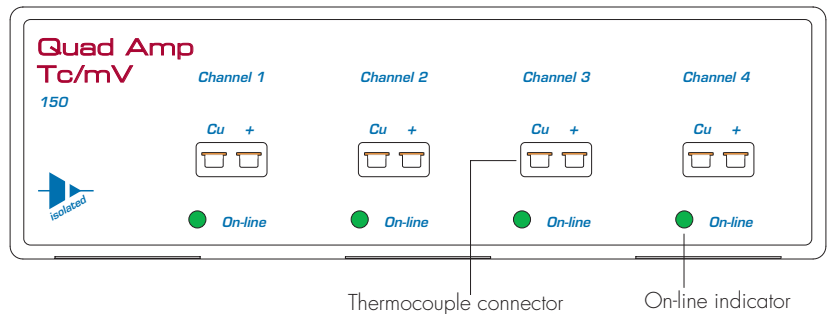 Quad Amp
Tc/mV
150
Channel 1 Channel 2 Channel 3 Channel 4
Cu + Cu + Cu + Cu +
isolated
On-line On-line On-line On-line
Thermocouple connector On-line indicator